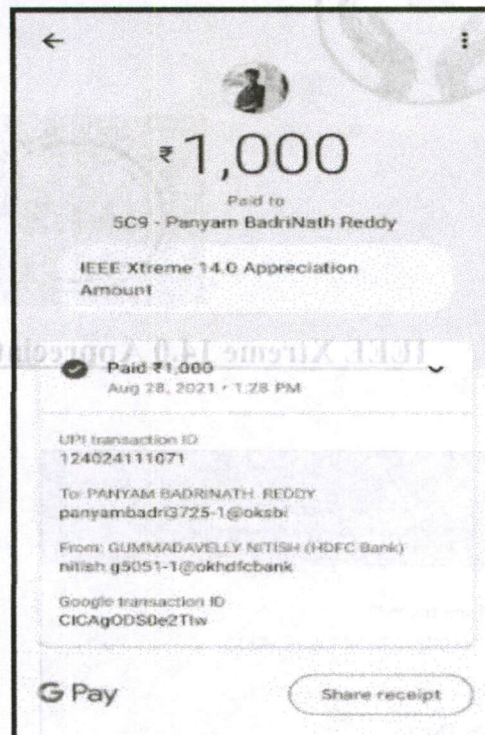 ₹1,000
Paid to
5C9 - Panyam BadriNath Reddy
IEEE Xtreme 14.0 Appreciation
Amount
Paid ₹1,000
Aug 28, 2021 • 1:28 PM
UPI transaction ID
124024111071
To: PANYAM BADRINATH REDDY
panyambadri3725-1@oksbi
From: GUMMADAVELLY NITISH (HDFC Bank)
nitish.g5051-1@okhdfcbank
Google transaction ID
CICAgODS0e2TIw
G Pay
Share receipt